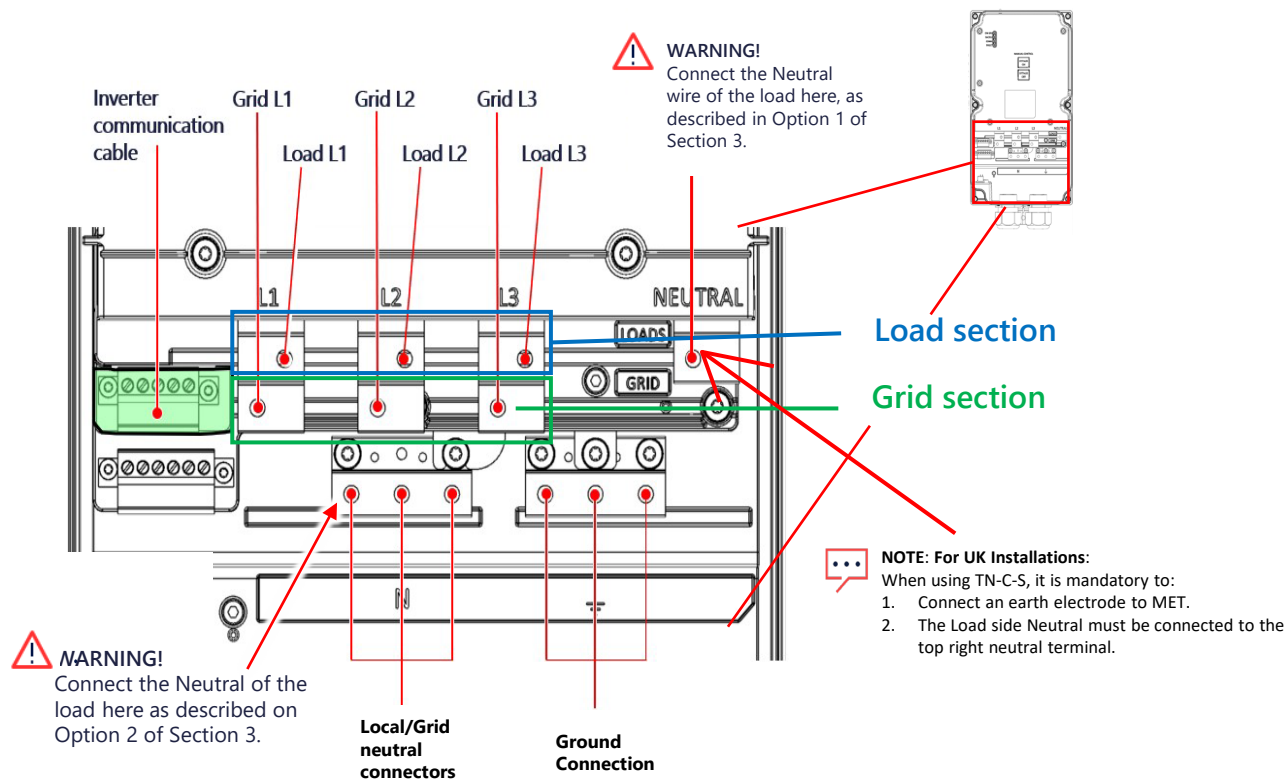 WARNING!
Connect the Neutral
wire of the load here, as
described in Option 1 of
Section 3.
Inverter
communication
cable
Grid L1
Grid L2
Grid L3
Load L1
Load L2
Load L3
NEUTRAL
L1
L2
L3
NEUTRAL
LOADS
GRID
Load section
Grid section
N
NOTE: For UK Installations:
When using TN-C-S, it is mandatory to:
1. Connect an earth electrode to MET.
2. The Load side Neutral must be connected to the
top right neutral terminal.
WARNING!
Connect the Neutral of the
load here as described on
Option 2 of Section 3.
Local/Grid
neutral
connectors
Ground
Connection